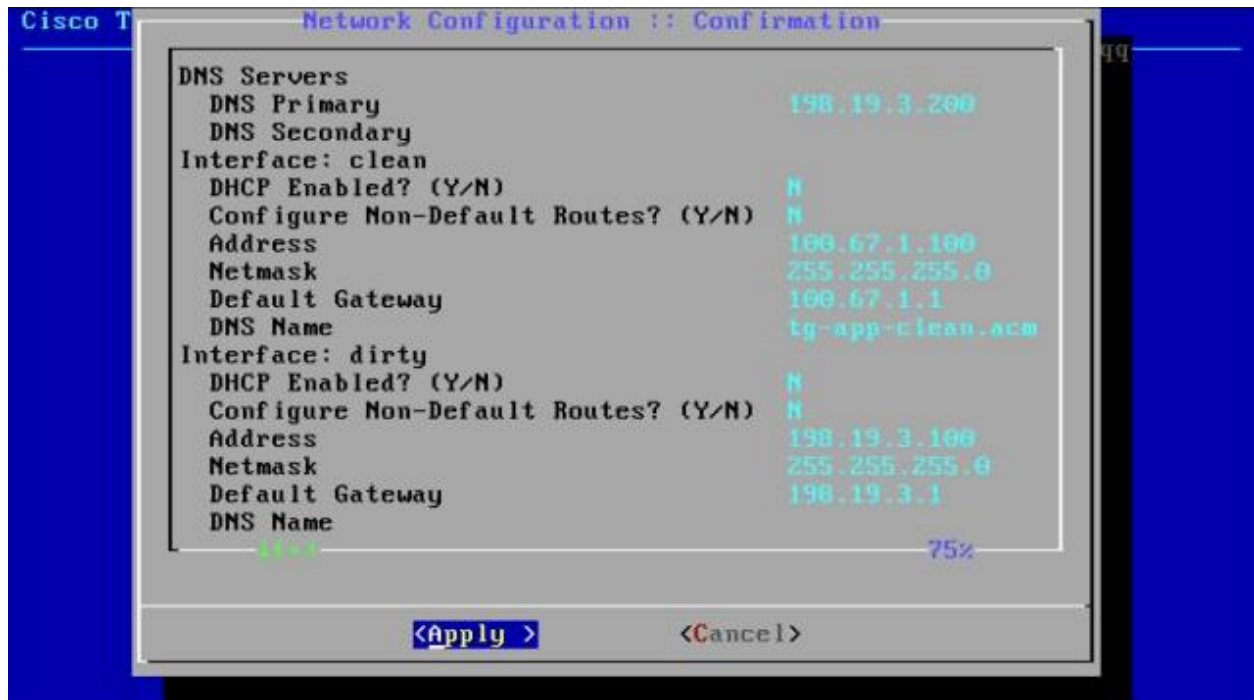 Cisco T
Network Configuration :: Confirmation
qq
DNS Servers
DNS Primary 198.19.3.200
DNS Secondary
Interface: clean
DHCP Enabled? (Y/N) N
Configure Non-Default Routes? (Y/N) N
Address 100.67.1.100
Netmask 255.255.255.0
Default Gateway 100.67.1.1
DNS Name tg-app-clean.acm
Interface: dirty
DHCP Enabled? (Y/N) N
Configure Non-Default Routes? (Y/N) N
Address 198.19.3.100
Netmask 255.255.255.0
Default Gateway 198.19.3.1
DNS Name
75%
<Apply > <Cancel>